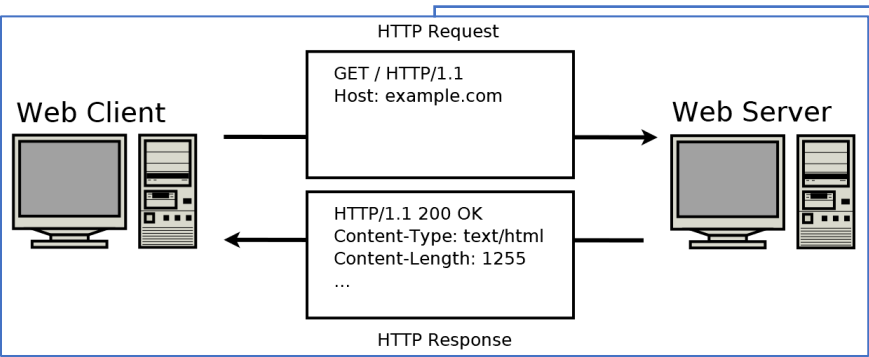 HTTP Request
GET / HTTP/1.1
Host: example.com
Web Client
Web Server
HTTP/1.1 200 OK
Content-Type: text/html
Content-Length: 1255
...
HTTP Response